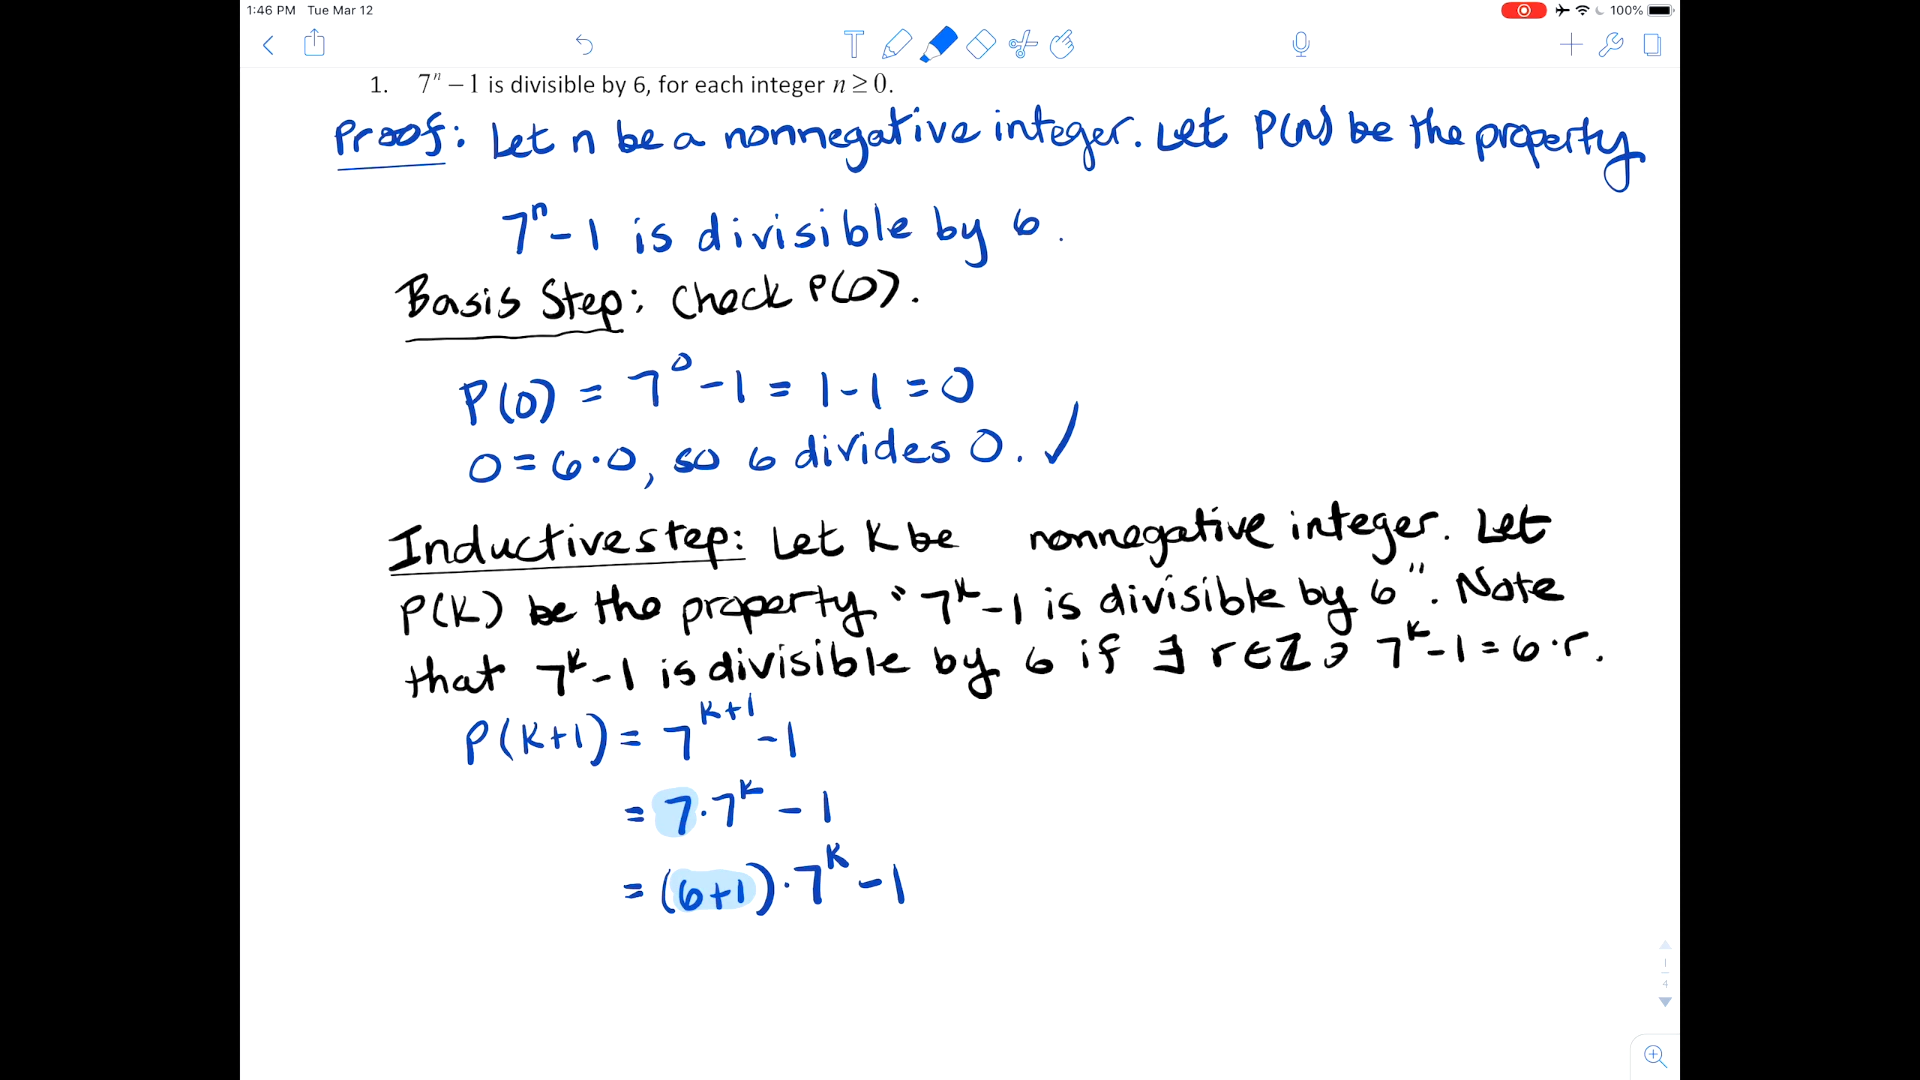 1:46 PM Tue Mar 12
100%
1. 7ⁿ − 1 is divisible by 6, for each integer n ≥ 0.
Proof: Let n be a nonnegative integer. Let P(n) be the property
7ⁿ - 1 is divisible by 6.
Basis Step: Check P(0).
P(0) = 7⁰ - 1 = 1 - 1 = 0
0 = 6·0, so 6 divides 0. ✓
Inductive step: Let K be nonnegative integer. Let
P(K) be the property "7ᵏ - 1 is divisible by 6". Note
that 7ᵏ - 1 is divisible by 6 if ∃ r ∈ ℤ ∋ 7ᵏ - 1 = 6·r.
P(K+1) = 7ᵏ⁺¹ - 1
= 7·7ᵏ - 1
= (6+1)·7ᵏ - 1
1
4